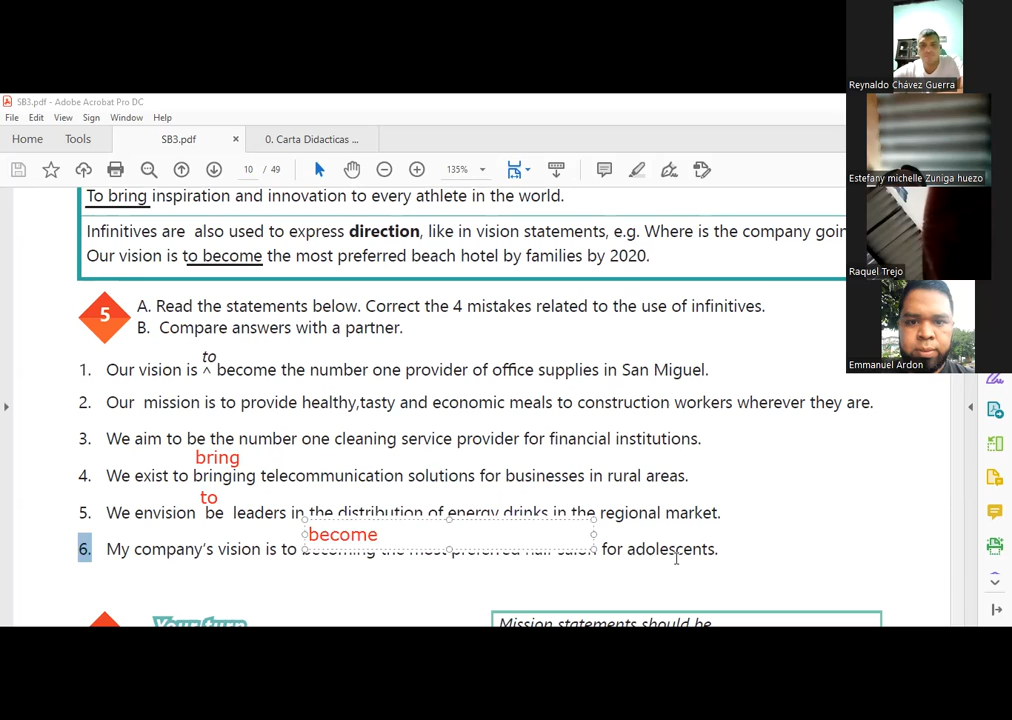 SB3.pdf - Adobe Acrobat Pro DC
File Edit View Sign Window Help
Home Tools SB3.pdf × 0. Carta Didacticas ...
10 / 49 135%
To bring inspiration and innovation to every athlete in the world.
Infinitives are also used to express direction, like in vision statements, e.g. Where is the company goin
Our vision is to become the most preferred beach hotel by families by 2020.
5
A. Read the statements below. Correct the 4 mistakes related to the use of infinitives.
B. Compare answers with a partner.
to
1. Our vision is ^ become the number one provider of office supplies in San Miguel.
2. Our mission is to provide healthy,tasty and economic meals to construction workers wherever they are.
3. We aim to be the number one cleaning service provider for financial institutions.
bring
4. We exist to bringing telecommunication solutions for businesses in rural areas.
to
5. We envision be leaders in the distribution of energy drinks in the regional market.
become
6. My company's vision is to becoming the most preferred hair salon for adolescents.
Your turn
Mission statements should be
Reynaldo Chávez Guerra
Estefany michelle Zuniga huezo
Raquel Trejo
Emmanuel Ardon